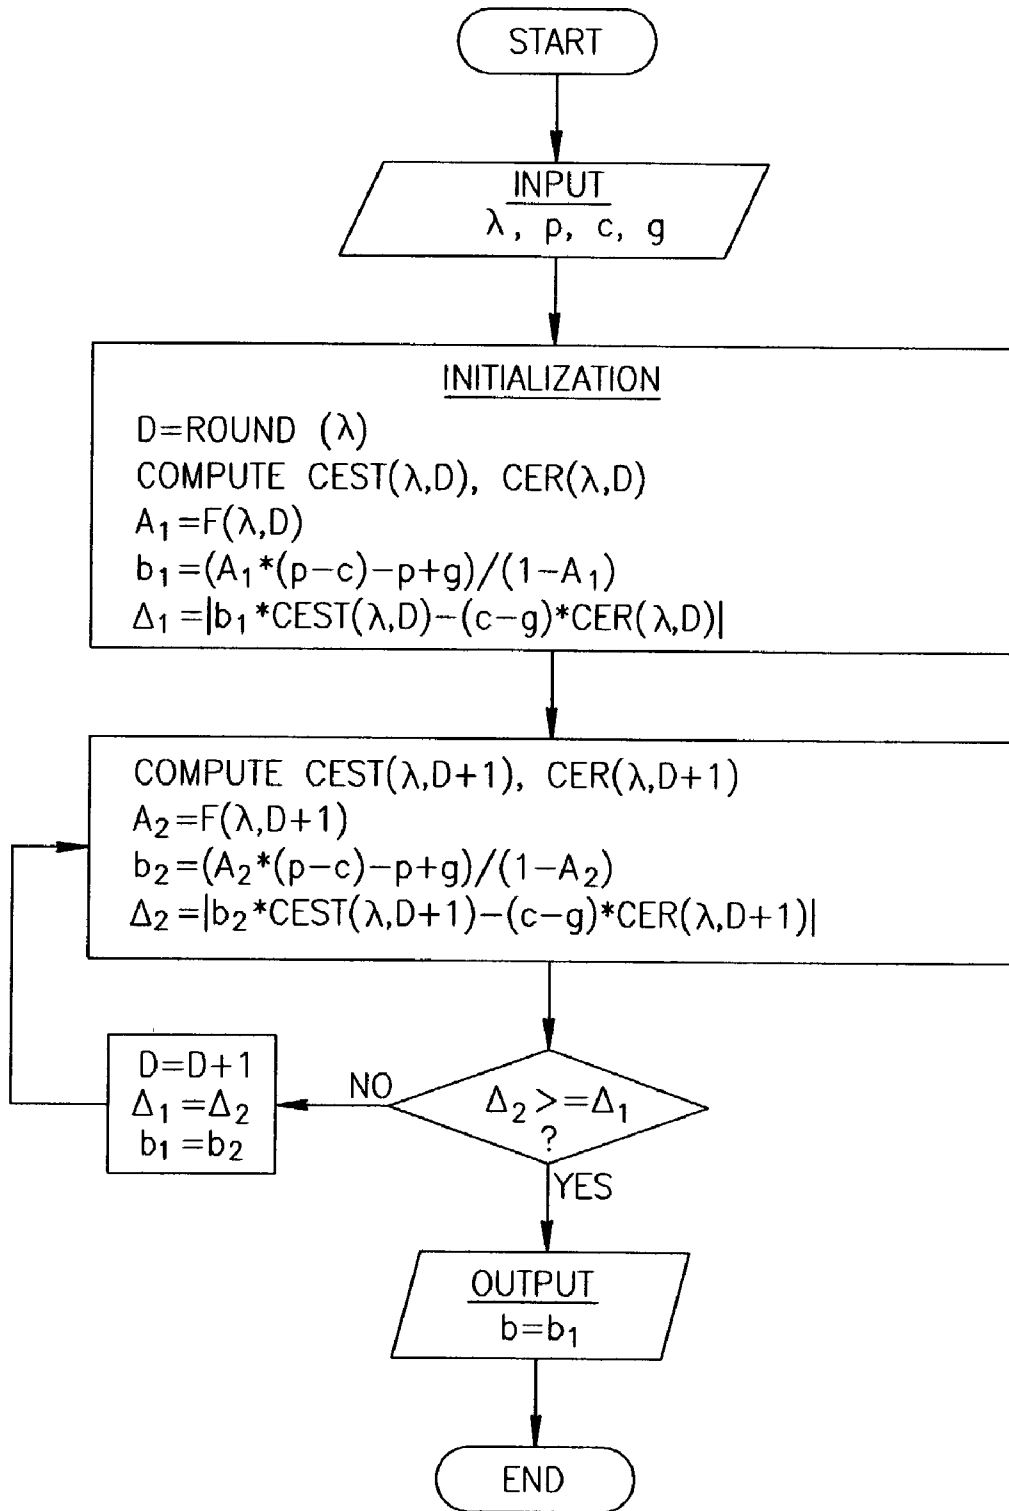 START
INPUT
λ, p, c, g
INITIALIZATION
D=ROUND (λ)
COMPUTE CEST(λ,D), CER(λ,D)
A₁=F(λ,D)
b₁=(A₁*(p-c)-p+g)/(1-A₁)
Δ₁=|b₁*CEST(λ,D)-(c-g)*CER(λ,D)|
COMPUTE CEST(λ,D+1), CER(λ,D+1)
A₂=F(λ,D+1)
b₂=(A₂*(p-c)-p+g)/(1-A₂)
Δ₂=|b₂*CEST(λ,D+1)-(c-g)*CER(λ,D+1)|
D=D+1
Δ₁=Δ₂
b₁=b₂
NO
Δ₂>=Δ₁
?
YES
OUTPUT
b=b₁
END